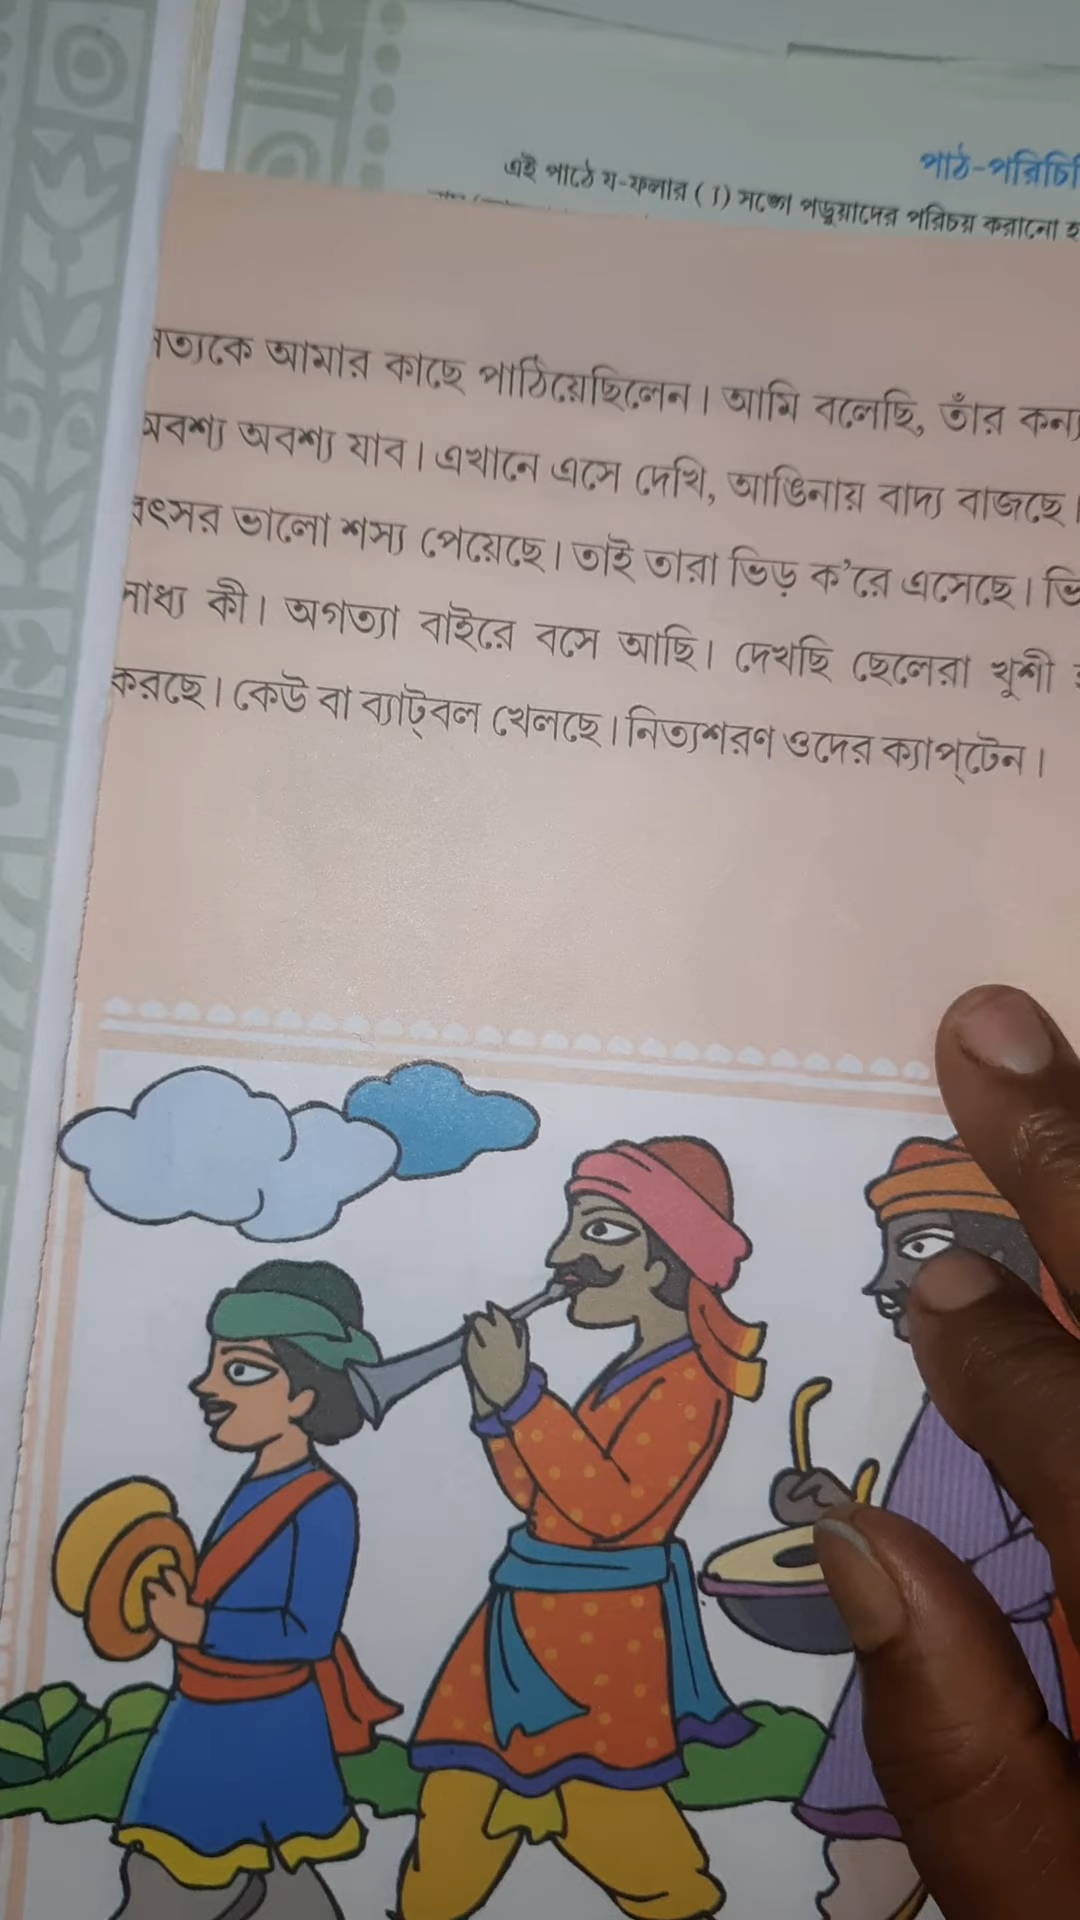 পাঠ-পরিচিতি
এই পাঠে য-ফলার ( ্য ) সঙ্গে পড়ুয়াদের পরিচয় করানো
ত্যকে আমার কাছে পাঠিয়েছিলেন। আমি বলেছি, তাঁর কন্য
অবশ্য অবশ্য যাব। এখানে এসে দেখি, আঙিনায় বাদ্য বাজছে।
বৎসর ভালো শস্য পেয়েছে। তাই তারা ভিড় ক'রে এসেছে। ভি
সাধ্য কী। অগত্যা বাইরে বসে আছি। দেখছি ছেলেরা খুশী
করছে। কেউ বা ব্যাট্‌বল খেলছে। নিত্যশরণ ওদের ক্যাপ্‌টেন।